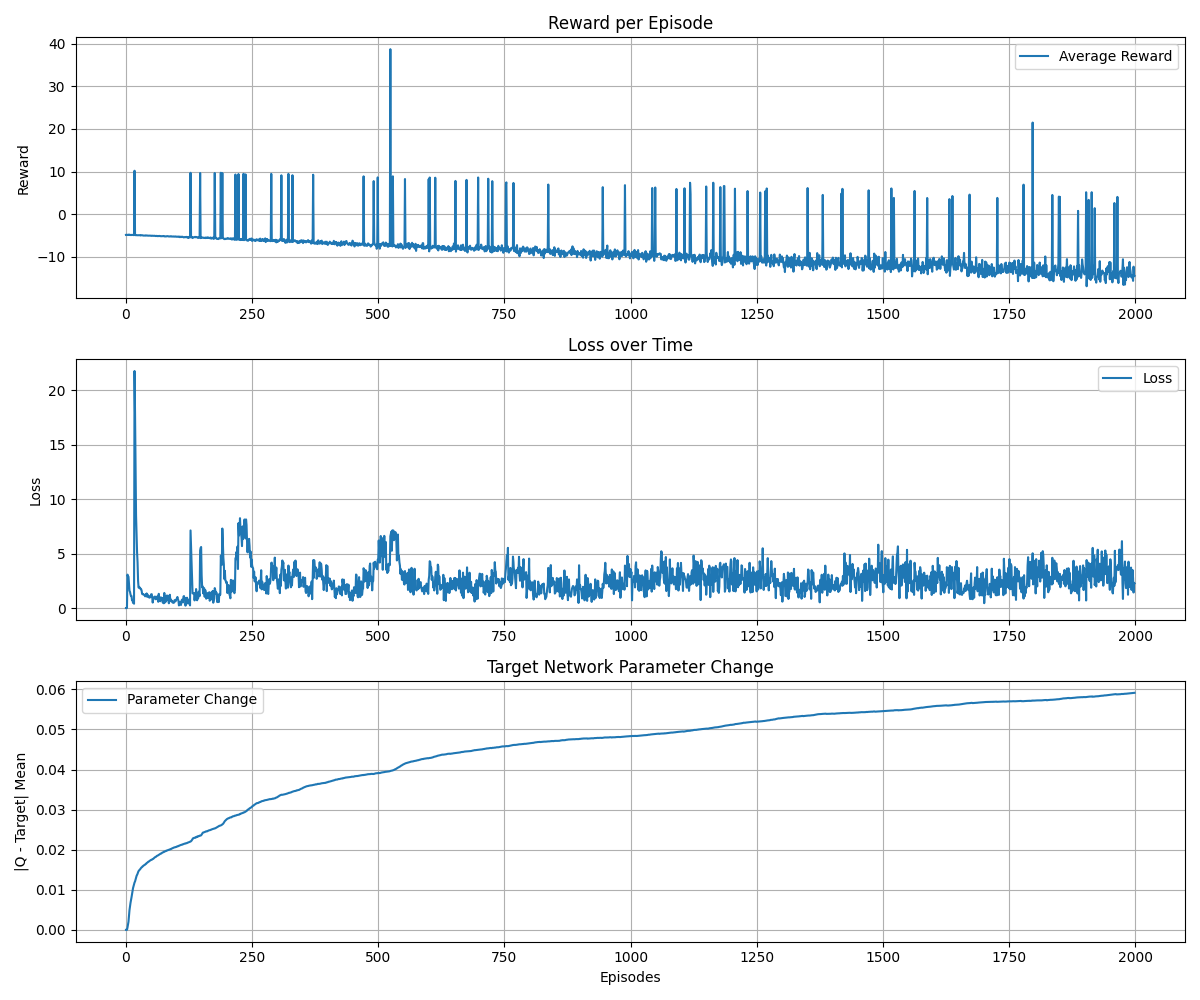 Reward per Episode
Average Reward
Reward
40
30
20
10
0
−10
0 250 500 750 1000 1250 1500 1750 2000
Loss over Time
Loss
Loss
20
15
10
5
0
0 250 500 750 1000 1250 1500 1750 2000
Target Network Parameter Change
Parameter Change
|Q - Target| Mean
0.06
0.05
0.04
0.03
0.02
0.01
0.00
0 250 500 750 1000 1250 1500 1750 2000
Episodes